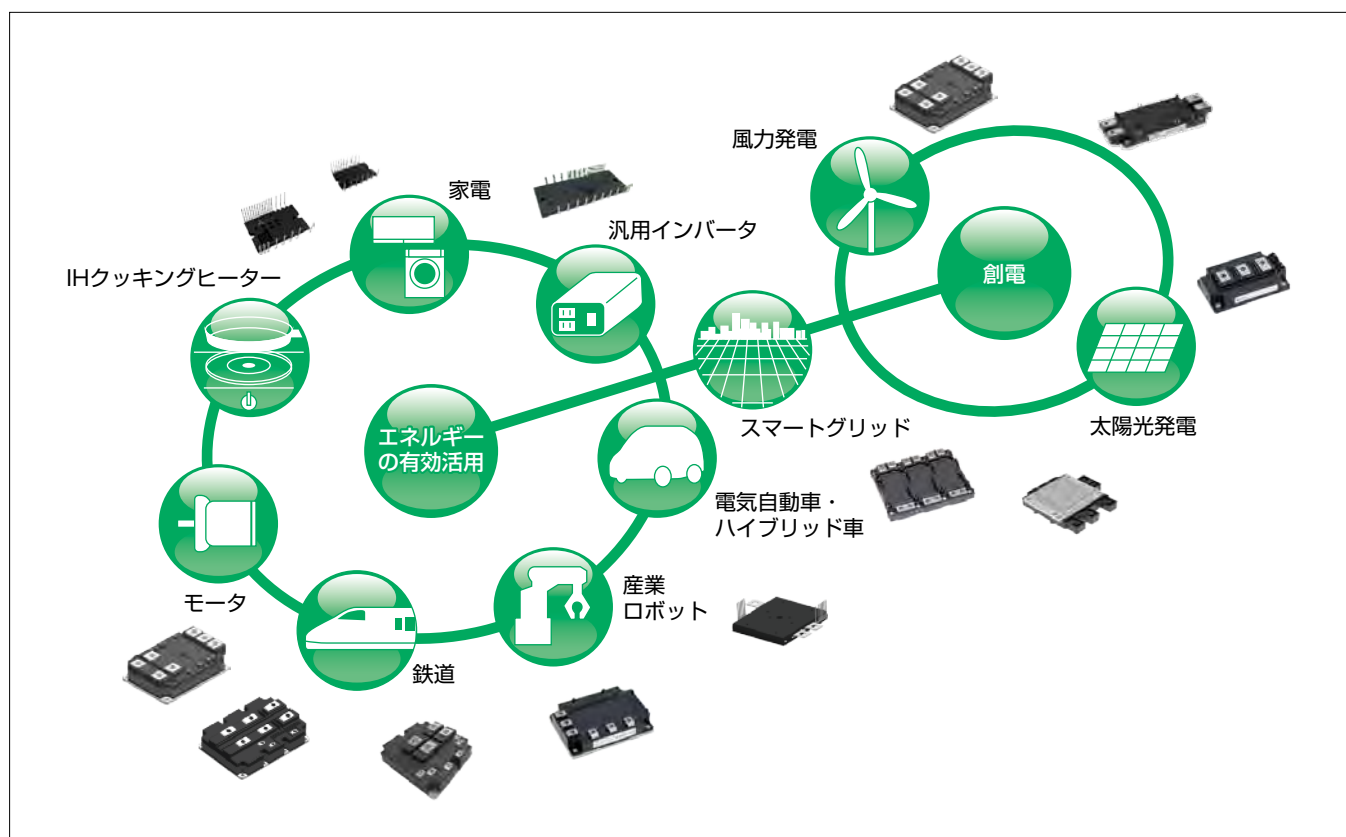 風力発電
家電
汎用インバータ
IHクッキングヒーター
創電
スマートグリッド
太陽光発電
エネルギー
の有効活用
電気自動車・
ハイブリッド車
産業
ロボット
モータ
鉄道